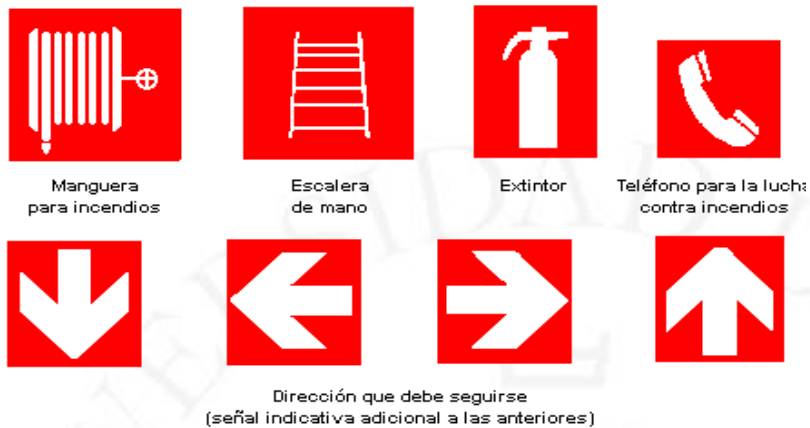 Manguera
para incendios
Escalera
de mano
Extintor
Teléfono para la lucha
contra incendios
Dirección que debe seguirse
(señal indicativa adicional a las anteriores)